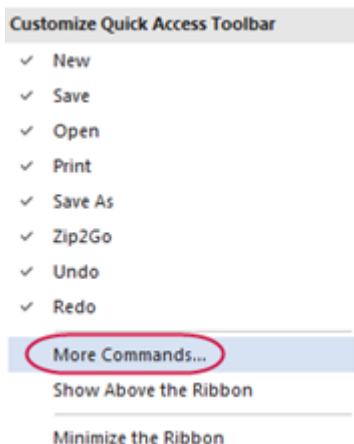 Customize Quick Access Toolbar
New
Save
Open
Print
Save As
Zip2Go
Undo
Redo
More Commands...
Show Above the Ribbon
Minimize the Ribbon